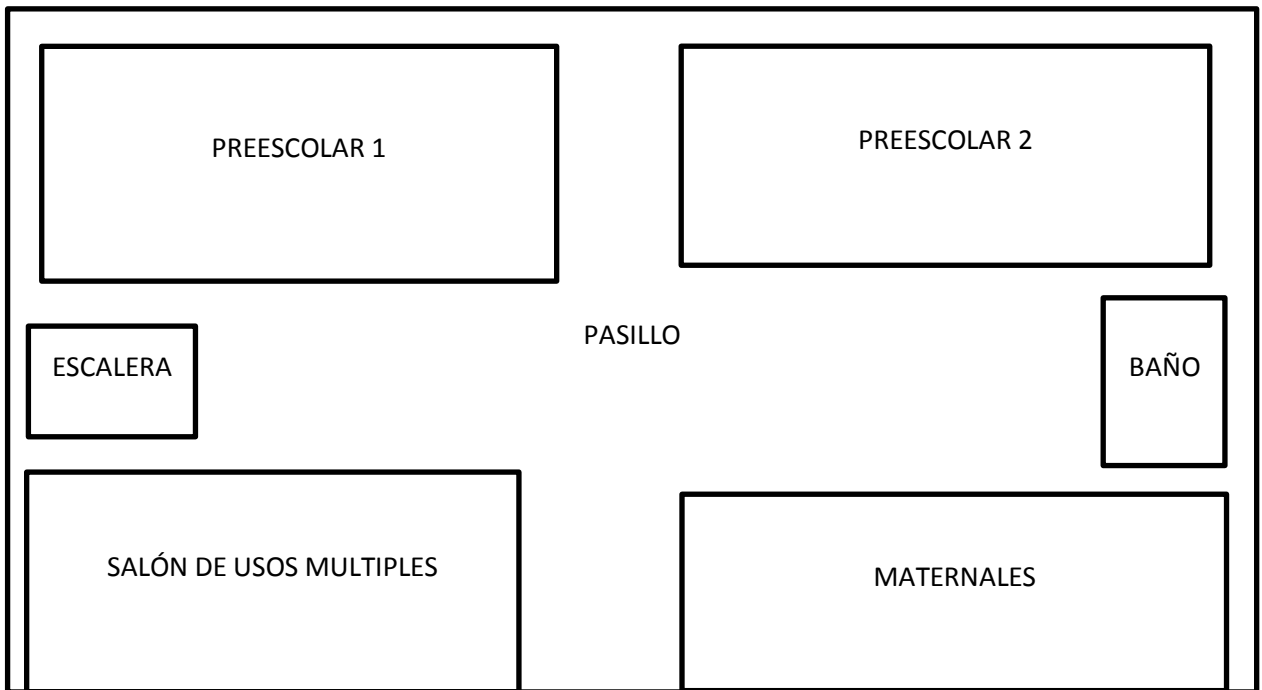 PREESCOLAR 1
PREESCOLAR 2
PASILLO
ESCALERA
BAÑO
SALÓN DE USOS MULTIPLES
MATERNALES